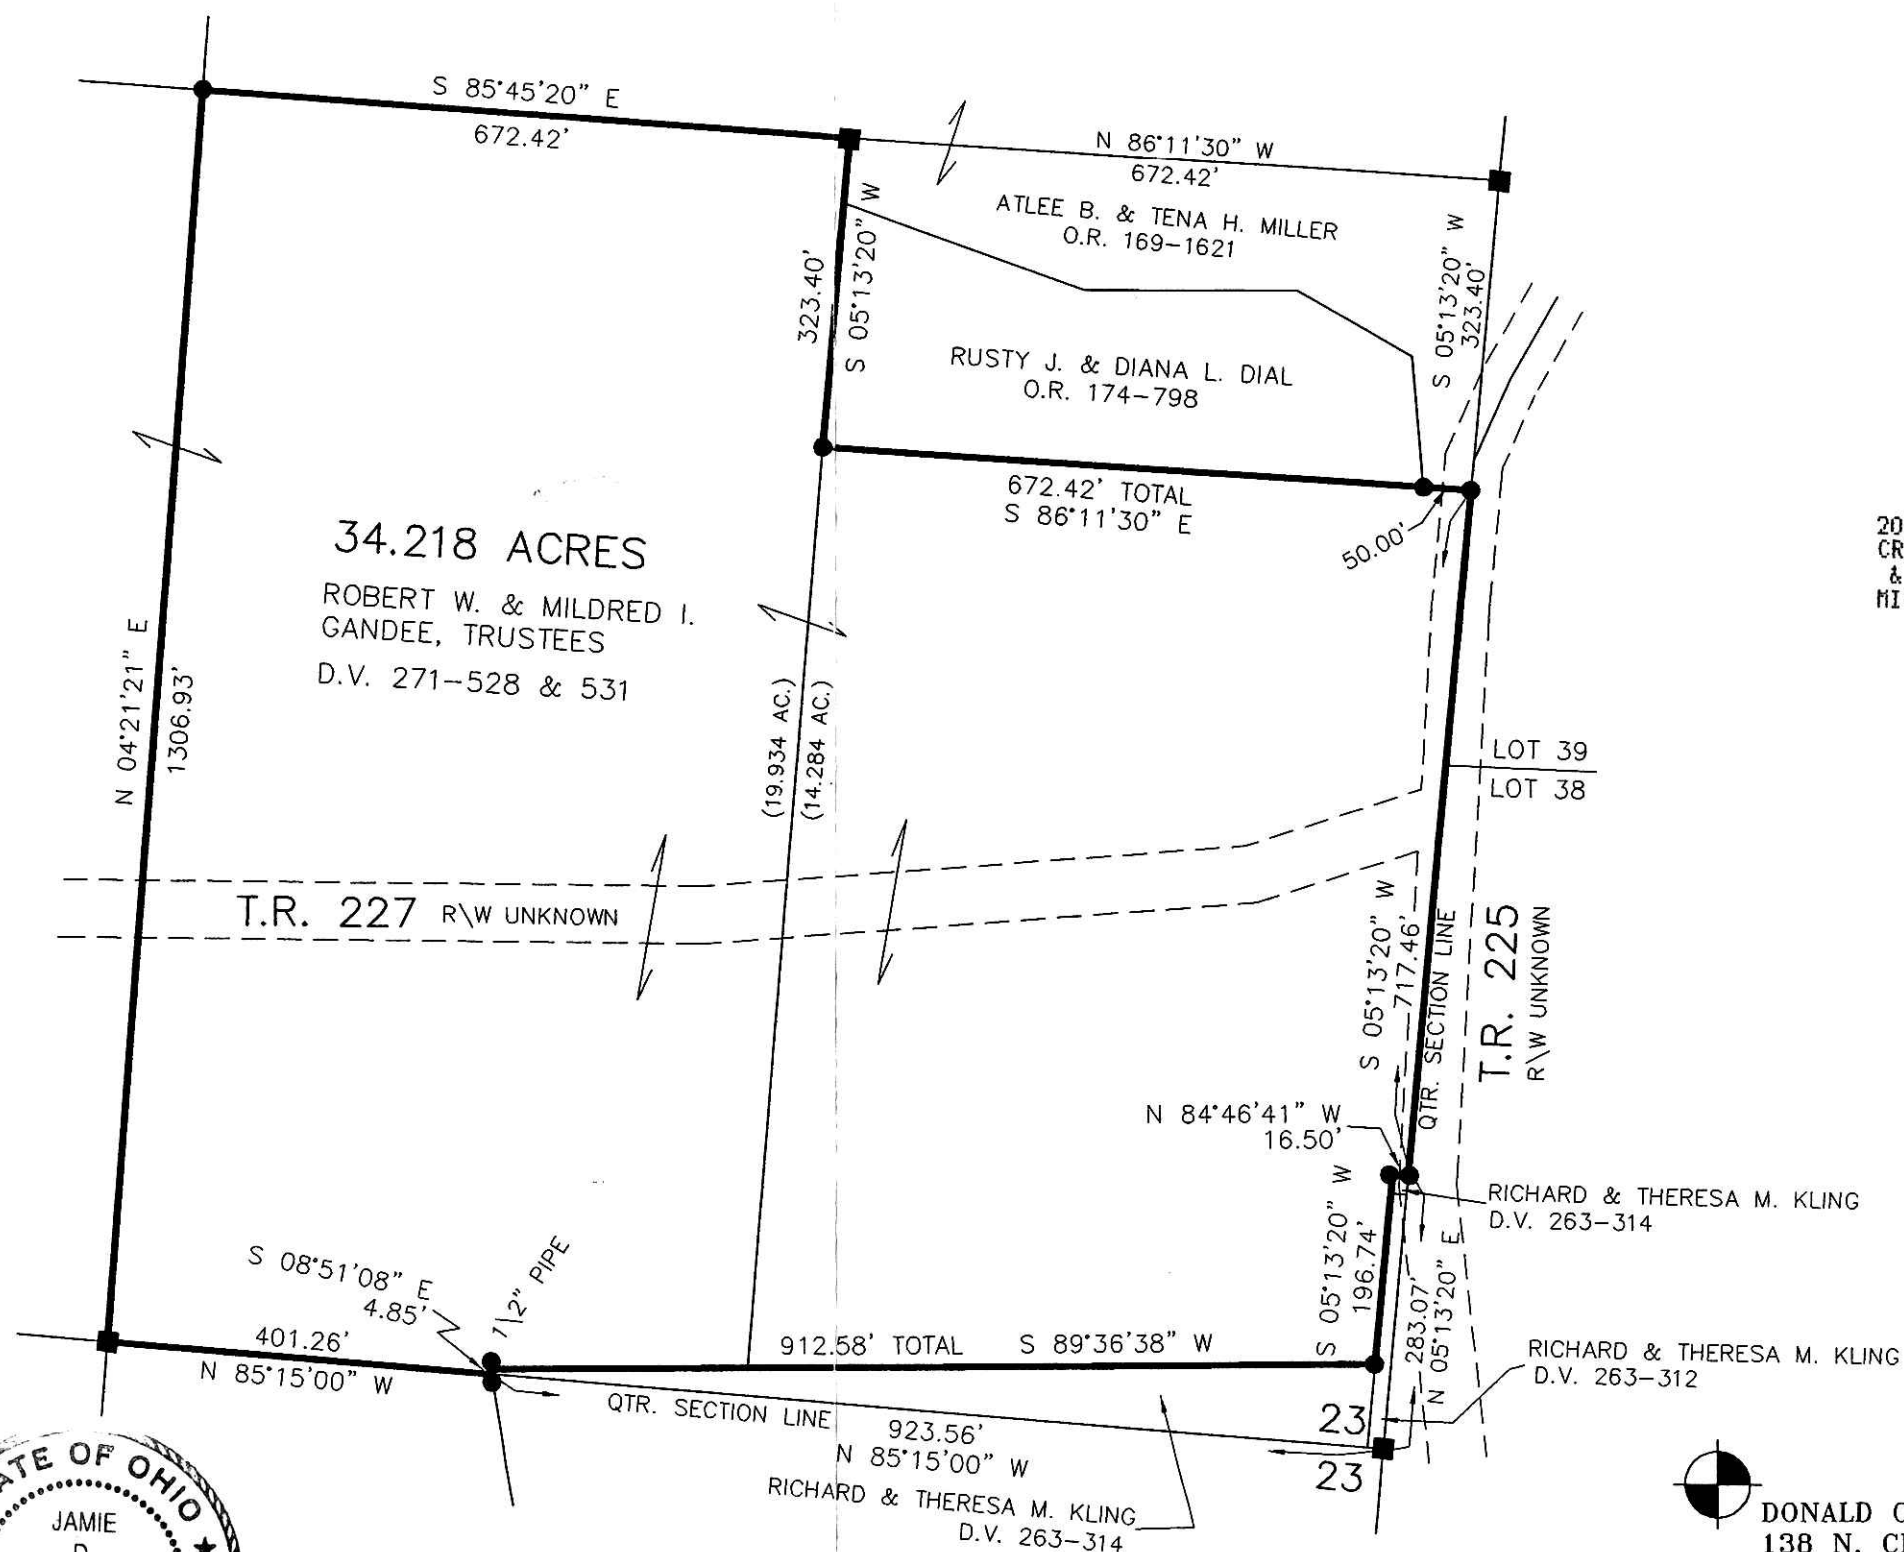 S 85°45'20" E
672.42'
N 86°11'30" W
672.42'
ATLEE B. & TENA H. MILLER
O.R. 169-1621
S 05°13'20" W
323.40'
323.40'
S 05°13'20" W
RUSTY J. & DIANA L. DIAL
O.R. 174-798
672.42' TOTAL
S 86°11'30" E
50.00'
34.218 ACRES
ROBERT W. & MILDRED I.
GANDEE, TRUSTEES
D.V. 271-528 & 531
20
CR
&
MI
N 04°21'21" E
1306.93'
(19.934 AC.)
(14.284 AC.)
LOT 39
LOT 38
T.R. 227 R\W UNKNOWN
S 05°13'20" W
717.46'
QTR. SECTION LINE
T.R. 225
R\W UNKNOWN
N 84°46'41" W
16.50'
RICHARD & THERESA M. KLING
D.V. 263-314
S 05°13'20" W
196.74'
283.07'
N 05°13'20" E
S 08°51'08" E
4.85'
1\2" PIPE
401.26'
N 85°15'00" W
912.58' TOTAL S 89°36'38" W
RICHARD & THERESA M. KLING
D.V. 263-312
QTR. SECTION LINE
923.56'
N 85°15'00" W
23
23
RICHARD & THERESA M. KLING
D.V. 263-314
ATE OF OHIO
JAMIE
D.
DONALD
138 N.